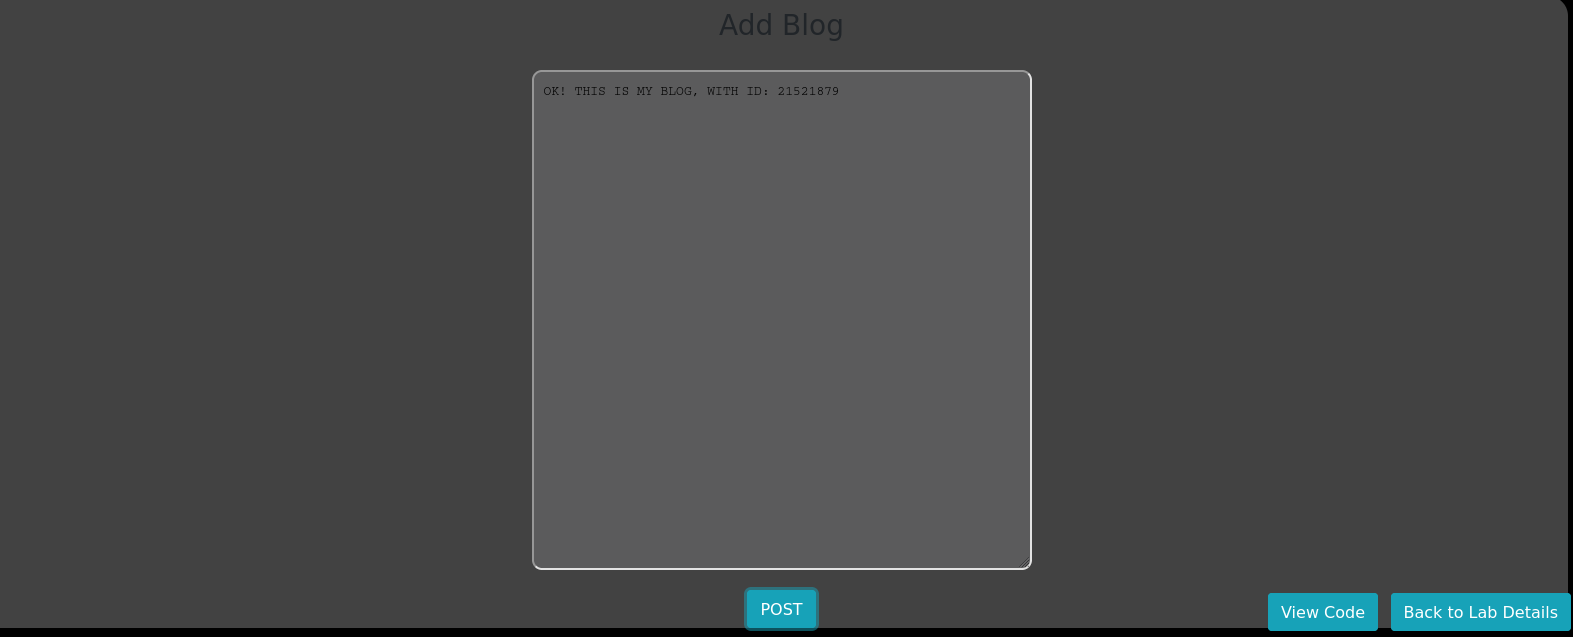 Add Blog
OK! THIS IS MY BLOG, WITH ID: 21521879
POST
View Code
Back to Lab Details